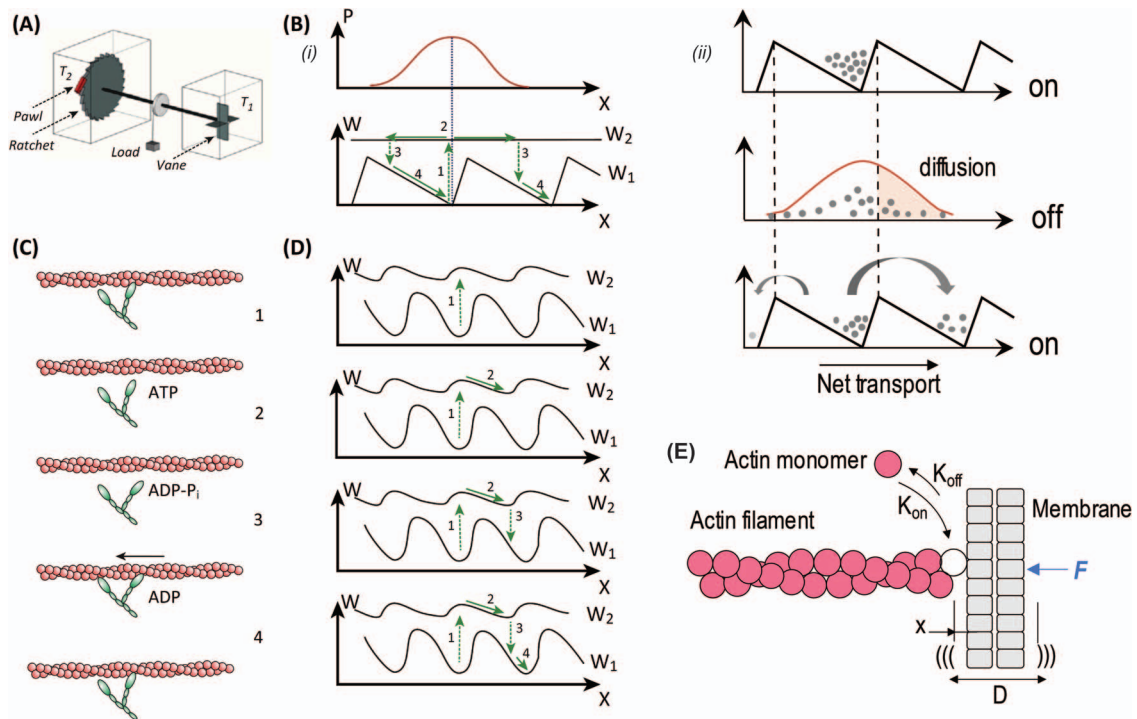 (A)
T2
T1
Pawl
Ratchet
Load
Vane
(B)
(i)
P
X
W
2
W2
3
1
3
4
4
W1
X
(ii)
on
diffusion
off
on
Net transport
(C)
1
ATP
2
ADP-Pi
3
ADP
4
(D)
W
W2
1
W1
X
W
2
W2
1
W1
X
W
2
W2
1
3
W1
X
W
2
W2
1
3
4
W1
X
(E)
Actin monomer
Koff
Kon
Membrane
Actin filament
F
x
(((
)))
D